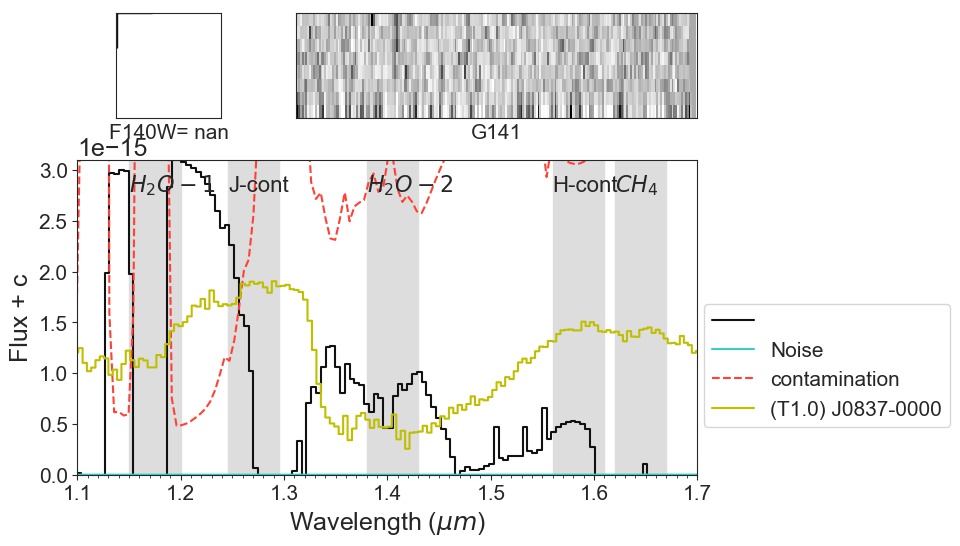 F140W= nan
G141
1e−15
H₂O − 1
J-cont
H₂O − 2
H-cont
CH₄
3.0
2.5
2.0
1.5
1.0
0.5
0.0
Flux + c
1.1
1.2
1.3
1.4
1.5
1.6
1.7
Wavelength (μm)
Noise
contamination
(T1.0) J0837-0000